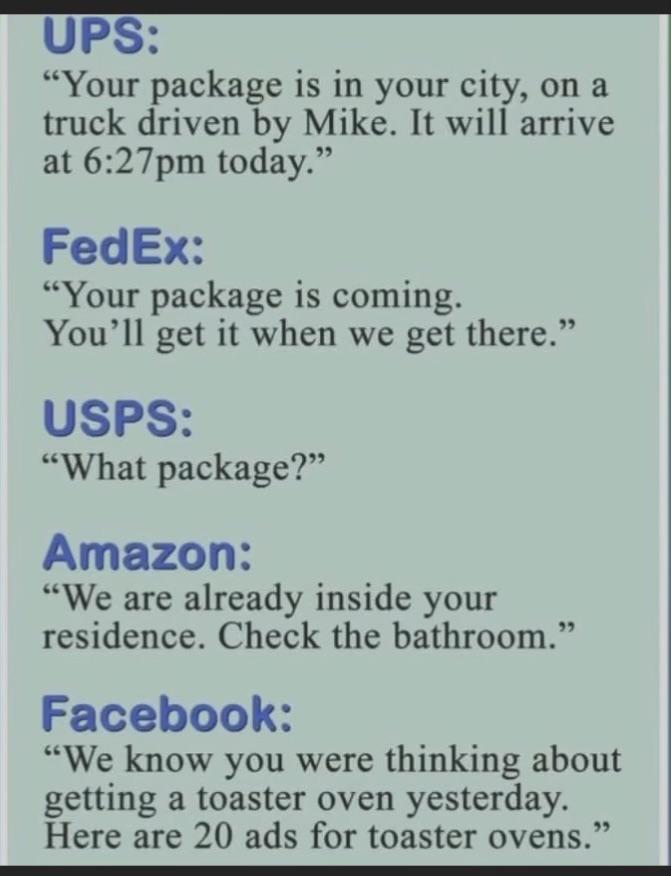 UPS:
“Your package is in your city, on a
truck driven by Mike. It will arrive
at 6:27pm today.”
FedEx:
“Your package is coming.
You’ll get it when we get there.”
USPS:
“What package?”
Amazon:
“We are already inside your
residence. Check the bathroom.”
Facebook:
“We know you were thinking about
getting a toaster oven yesterday.
Here are 20 ads for toaster ovens.”